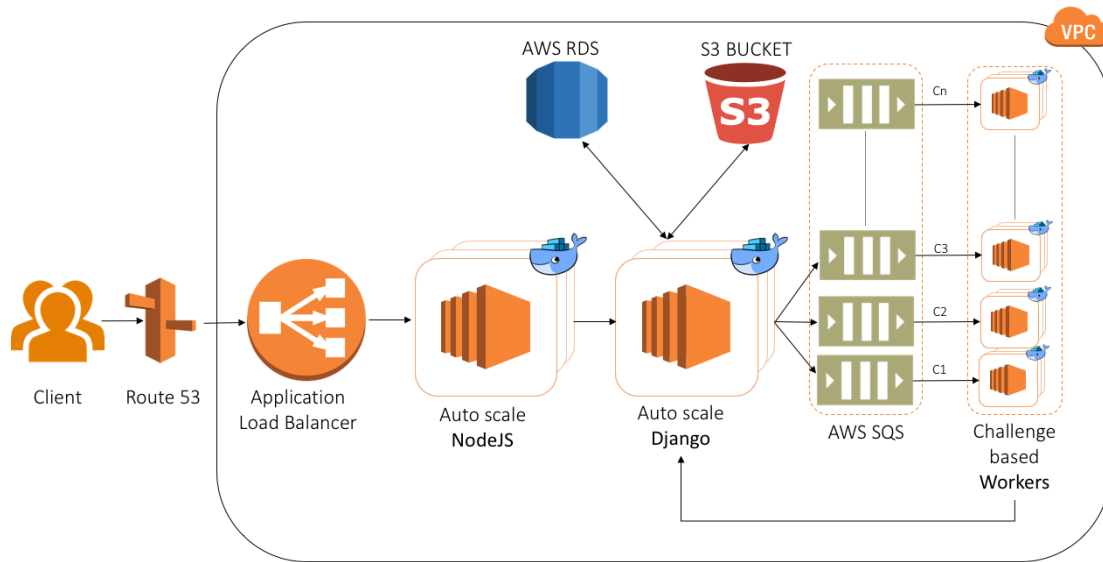 VPC
AWS RDS
S3 BUCKET
S3
Cn
C3
C2
C1
Client
Route 53
Application
Load Balancer
Auto scale
NodeJS
Auto scale
Django
AWS SQS
Challenge
based
Workers